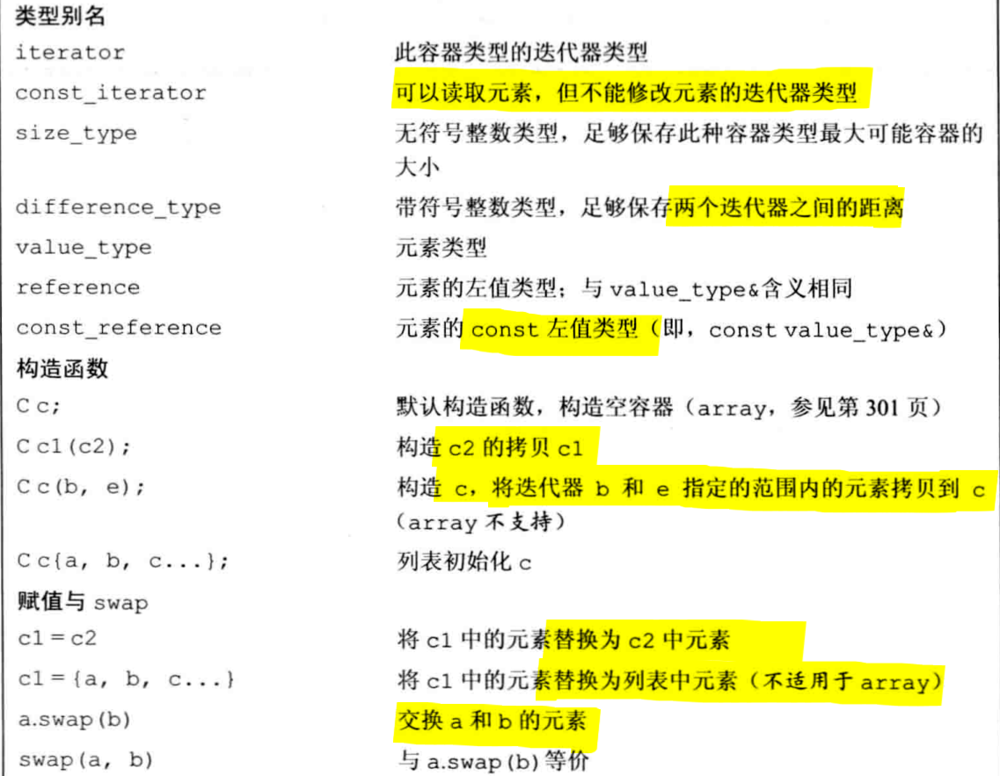 类型别名
iterator 此容器类型的迭代器类型
const_iterator 可以读取元素，但不能修改元素的迭代器类型
size_type 无符号整数类型，足够保存此种容器类型最大可能容器的
大小
difference_type 带符号整数类型，足够保存两个迭代器之间的距离
value_type 元素类型
reference 元素的左值类型；与 value_type&含义相同
const_reference 元素的 const 左值类型（即，const value_type&）
构造函数
C c; 默认构造函数，构造空容器（array，参见第 301 页）
C c1(c2); 构造 c2 的拷贝 c1
C c(b, e); 构造 c，将迭代器 b 和 e 指定的范围内的元素拷贝到 c
（array 不支持）
C c{a, b, c...}; 列表初始化 c
赋值与 swap
c1 = c2 将 c1 中的元素替换为 c2 中元素
c1 = {a, b, c...} 将 c1 中的元素替换为列表中元素（不适用于 array）
a.swap(b) 交换 a 和 b 的元素
swap(a, b) 与 a.swap(b)等价